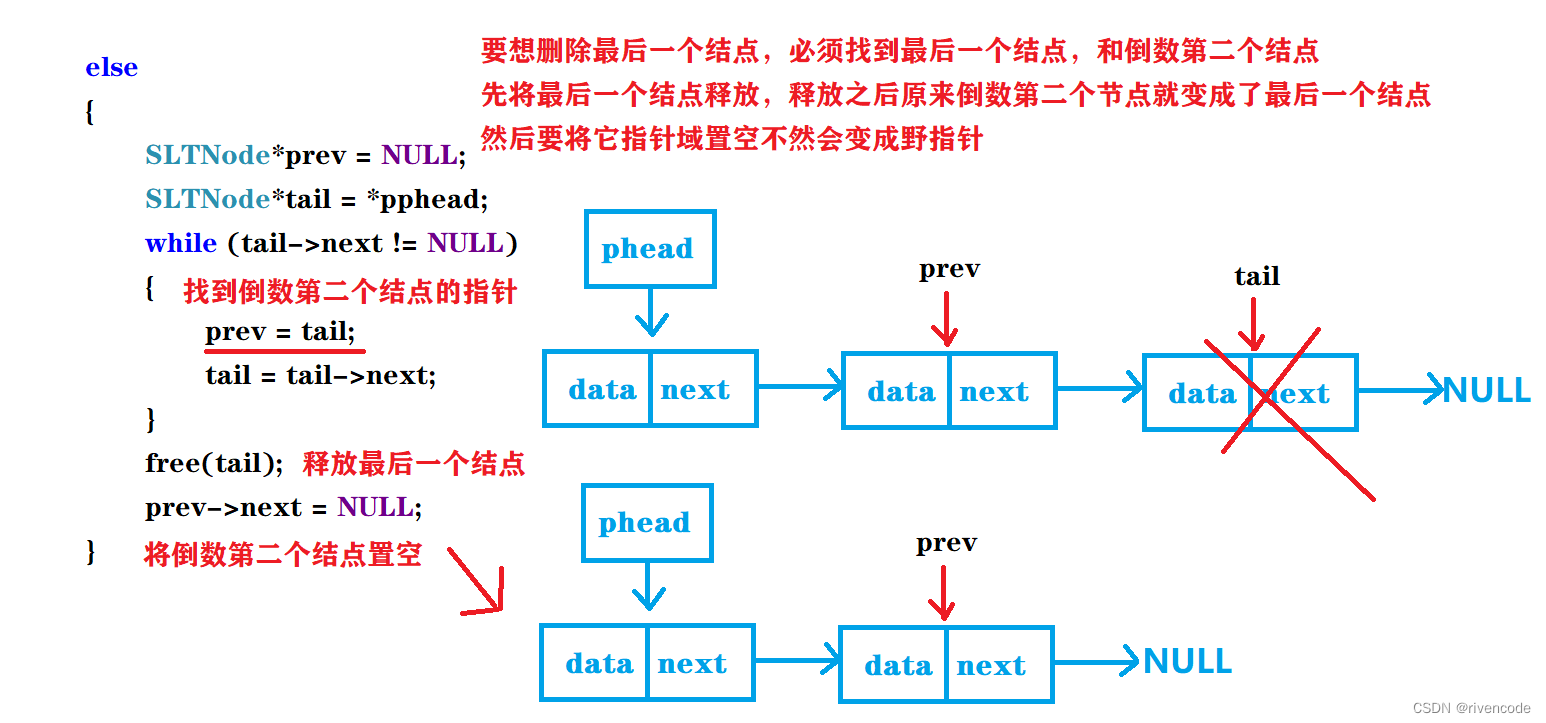 else
{
SLTNode*prev = NULL;
SLTNode*tail = *pphead;
while (tail->next != NULL)
{ 找到倒数第二个结点的指针
prev = tail;
tail = tail->next;
}
free(tail); 释放最后一个结点
prev->next = NULL;
} 将倒数第二个结点置空
要想删除最后一个结点，必须找到最后一个结点，和倒数第二个结点
先将最后一个结点释放，释放之后原来倒数第二个节点就变成了最后一个结点
然后要将它指针域置空不然会变成野指针
phead
prev
tail
data next data next data next NULL
phead
prev
data next data next NULL
CSDN @rivencode